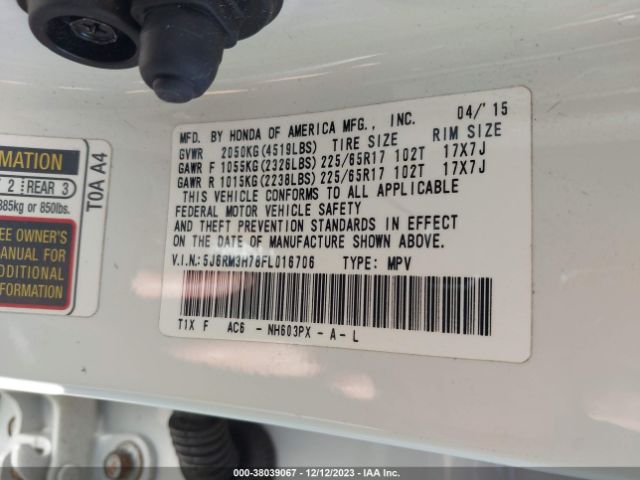 MFD. BY HONDA OF AMERICA MFG., INC. 04/'15
GVWR 2050KG(4519LBS) TIRE SIZE RIM SIZE
GAWR F 1055KG(2326LBS) 225/65R17 102T 17X7J
GAWR R 1015KG(2238LBS) 225/65R17 102T 17X7J
THIS VEHICLE CONFORMS TO ALL APPLICABLE
FEDERAL MOTOR VEHICLE SAFETY
AND THEFT PREVENTION STANDARDS IN EFFECT
ON THE DATE OF MANUFACTURE SHOWN ABOVE.
V.I.N.:5J6RM3H76FL016706 TYPE: MPV
T1X F AC6 - NH603PX - A - L
MATION
2 REAR 3
385kg or 850lbs.
EE OWNER'S
MANUAL FOR
ADDITIONAL
FORMATION
T0A A4
000-38039067 - 12/12/2023 - IAA Inc.